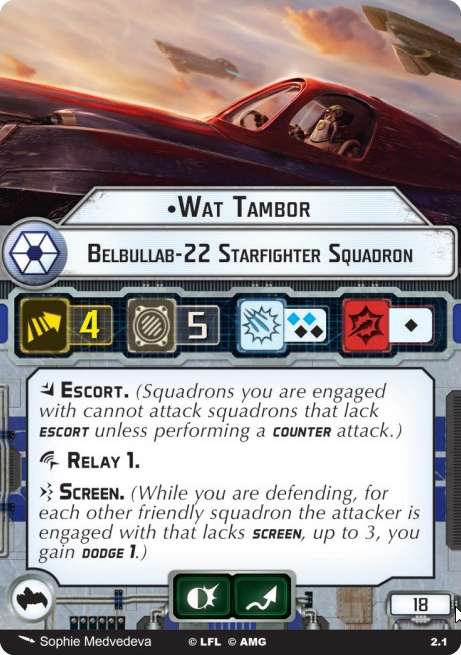 •Wat Tambor
Belbullab-22 Starfighter Squadron
4 5
Escort. (Squadrons you are engaged
with cannot attack squadrons that lack
escort unless performing a counter attack.)
Relay 1.
Screen. (While you are defending, for
each other friendly squadron the attacker is
engaged with that lacks screen, up to 3, you
gain dodge 1.)
18
Sophie Medvedeva © LFL © AMG 2.1